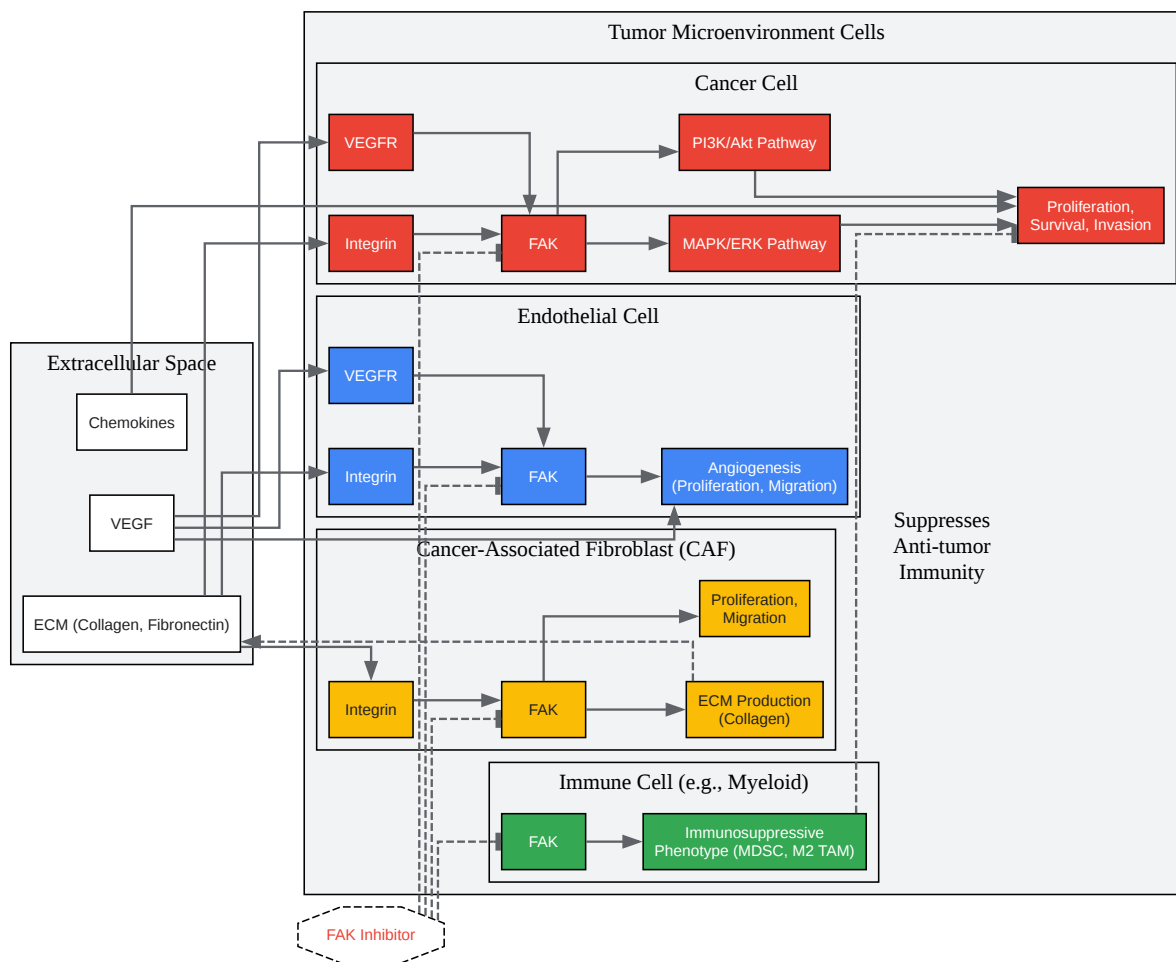 Tumor Microenvironment Cells
Cancer Cell
VEGFR
PI3K/Akt Pathway
Integrin
FAK
MAPK/ERK Pathway
Proliferation,
Survival, Invasion
Endothelial Cell
VEGFR
Integrin
FAK
Angiogenesis
(Proliferation, Migration)
Extracellular Space
Chemokines
VEGF
ECM (Collagen, Fibronectin)
Suppresses
Anti-tumor
Immunity
Cancer-Associated Fibroblast (CAF)
Proliferation,
Migration
Integrin
FAK
ECM Production
(Collagen)
Immune Cell (e.g., Myeloid)
FAK
Immunosuppressive
Phenotype (MDSC, M2 TAM)
FAK Inhibitor